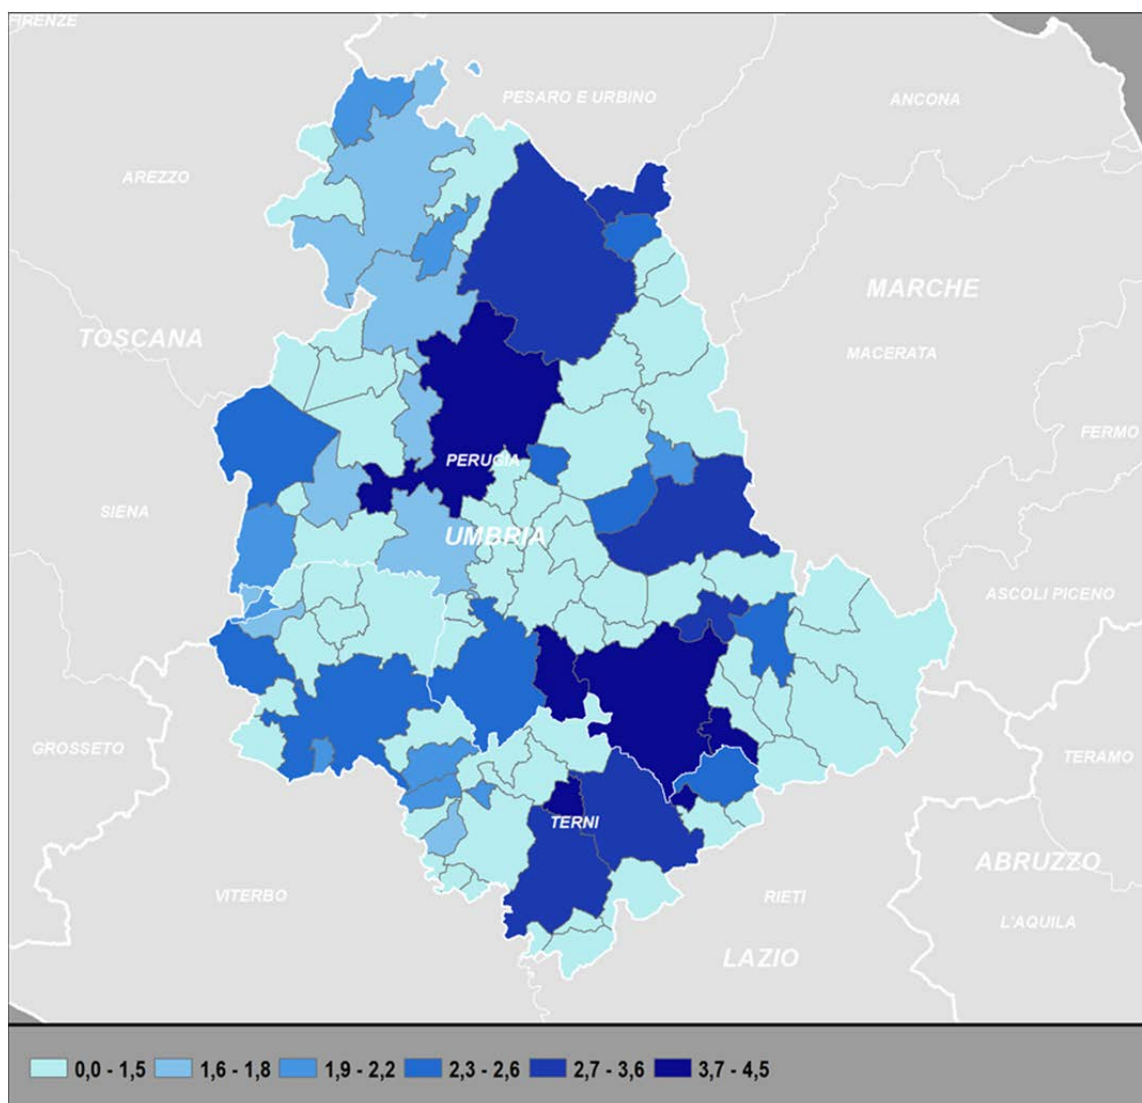 FIRENZE
PESARO E URBINO
ANCONA
AREZZO
MARCHE
TOSCANA
MACERATA
FERMO
PERUGIA
SIENA
UMBRIA
ASCOLI PICENO
GROSSETO
TERAMO
TERNI
ABRUZZO
VITERBO
RIETI
L'AQUILA
LAZIO
0,0 - 1,5 1,6 - 1,8 1,9 - 2,2 2,3 - 2,6 2,7 - 3,6 3,7 - 4,5